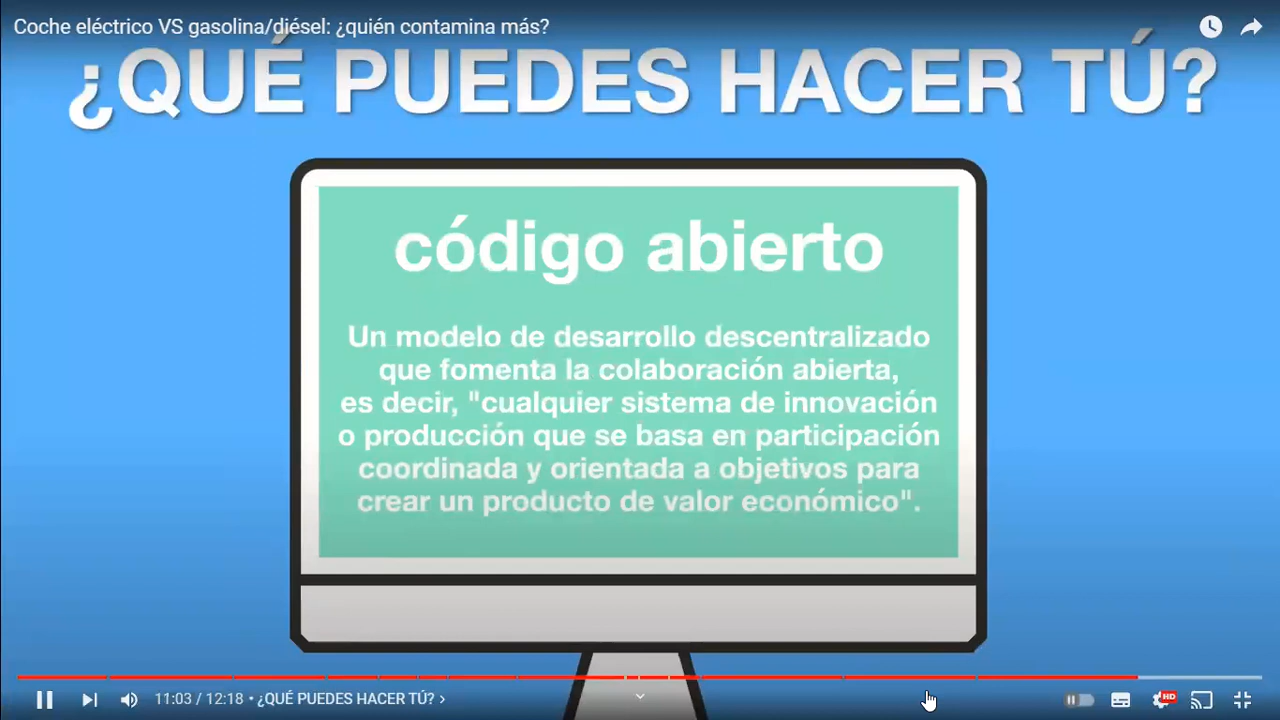 Coche eléctrico VS gasolina/diésel: ¿quién contamina más?
¿QUÉ PUEDES HACER TÚ?
código abierto
Un modelo de desarrollo descentralizado
que fomenta la colaboración abierta,
es decir, "cualquier sistema de innovación
o producción que se basa en participación
coordinada y orientada a objetivos para
crear un producto de valor económico".
11:03 / 12:18 • ¿QUÉ PUEDES HACER TÚ? ›
HD